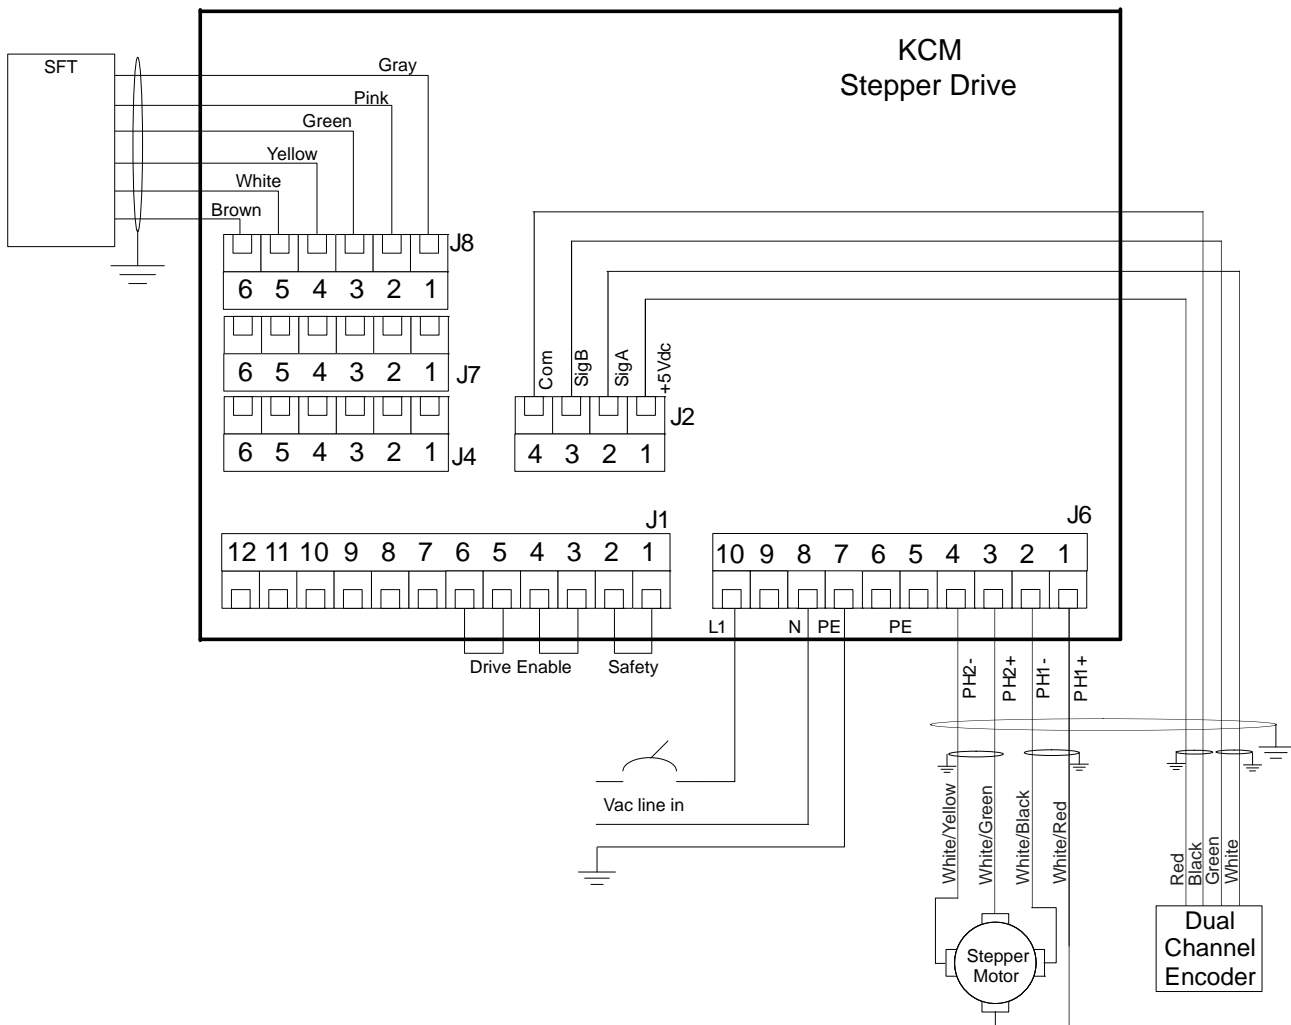 KCM
Stepper Drive
SFT
Gray
Pink
Green
Yellow
White
Brown
J8
6 5 4 3 2 1
6 5 4 3 2 1
J7
6 5 4 3 2 1
J4
Com
SigB
SigA
+5Vdc
J2
4 3 2 1
J1
12 11 10 9 8 7 6 5 4 3 2 1
J6
10 9 8 7 6 5 4 3 2 1
L1
N
PE
PE
Drive Enable
Safety
PH2-
PH2+
PH1-
PH1+
Vac line in
White/Yellow
White/Green
White/Black
White/Red
Red
Black
Green
White
Stepper
Motor
Dual
Channel
Encoder